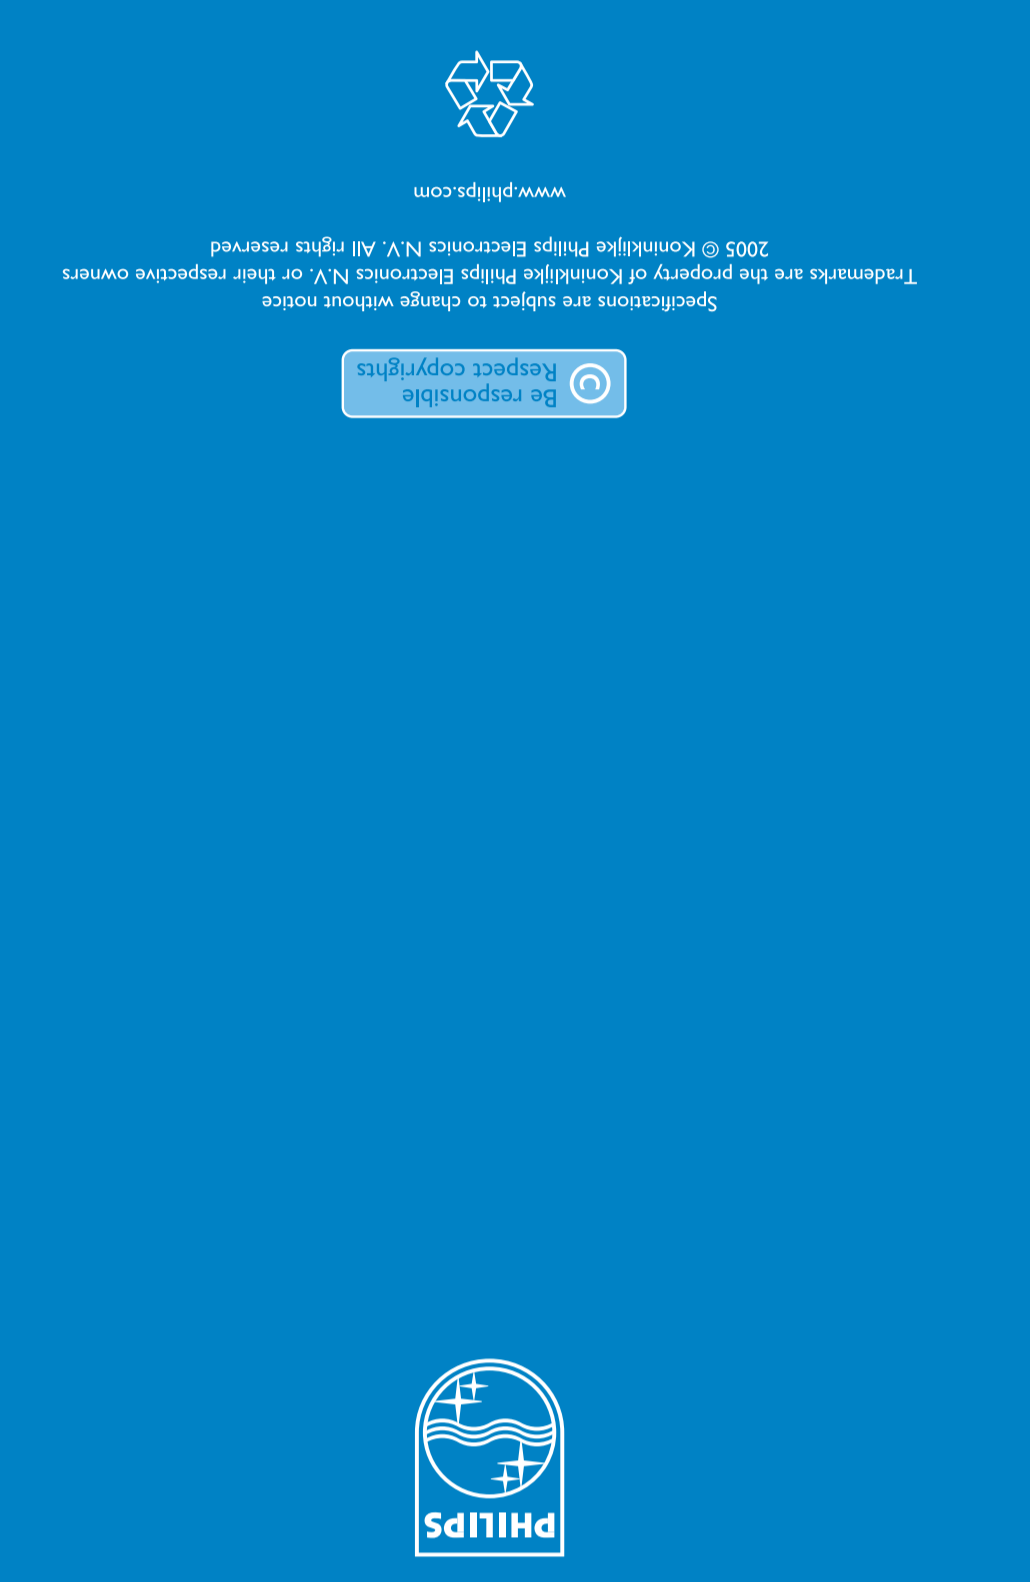 PHILIPS
Be responsible
Respect copyrights
Specifications are subject to change without notice
Trademarks are the property of Koninklijke Philips Electronics N.V. or their respective owners
2005 © Koninklijke Philips Electronics N.V. All rights reserved
www.philips.com